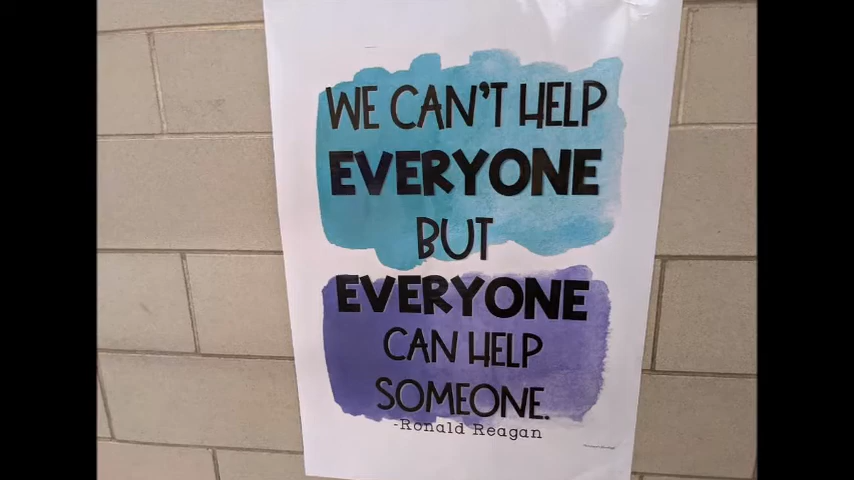 WE CAN'T HELP
EVERYONE
BUT
EVERYONE
CAN HELP
SOMEONE.
-Ronald Reagan